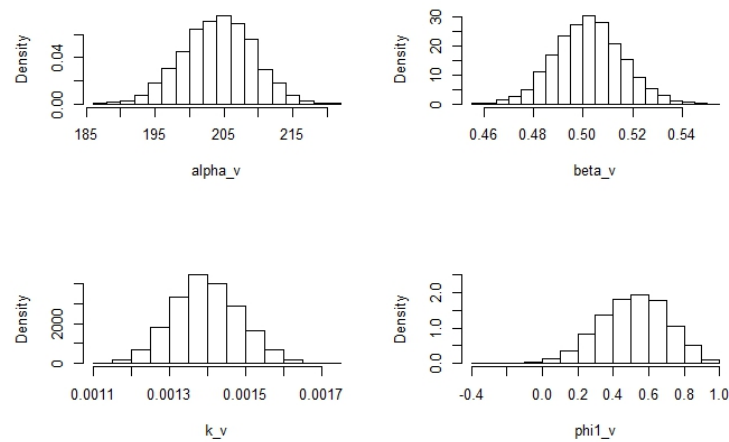 Density
0.00 0.04
185 195 205 215
alpha_v
Density
0 10 20 30
0.46 0.48 0.50 0.52 0.54
beta_v
Density
0 2000
0.0011 0.0013 0.0015 0.0017
k_v
Density
0.0 1.0 2.0
-0.4 0.0 0.2 0.4 0.6 0.8 1.0
phi1_v